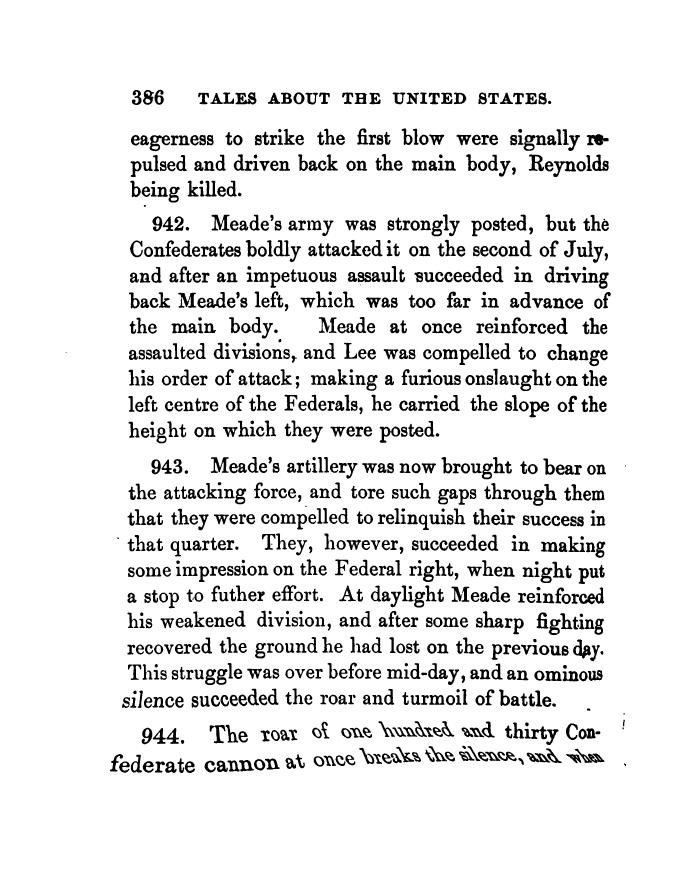 386 TALES ABOUT THE UNITED STATES.
eagerness to strike the first blow were signally re-
pulsed and driven back on the main body, Reynolds
being killed.
942. Meade's army was strongly posted, but the
Confederates boldly attacked it on the second of July,
and after an impetuous assault succeeded in driving
back Meade's left, which was too far in advance of
the main body. Meade at once reinforced the
assaulted divisions, and Lee was compelled to change
his order of attack; making a furious onslaught on the
left centre of the Federals, he carried the slope of the
height on which they were posted.
943. Meade's artillery was now brought to bear on
the attacking force, and tore such gaps through them
that they were compelled to relinquish their success in
that quarter. They, however, succeeded in making
some impression on the Federal right, when night put
a stop to futher effort. At daylight Meade reinforced
his weakened division, and after some sharp fighting
recovered the ground he had lost on the previous day.
This struggle was over before mid-day, and an ominous
silence succeeded the roar and turmoil of battle.
944. The roar of one hundred and thirty Con-
federate cannon at once breaks the silence, and when